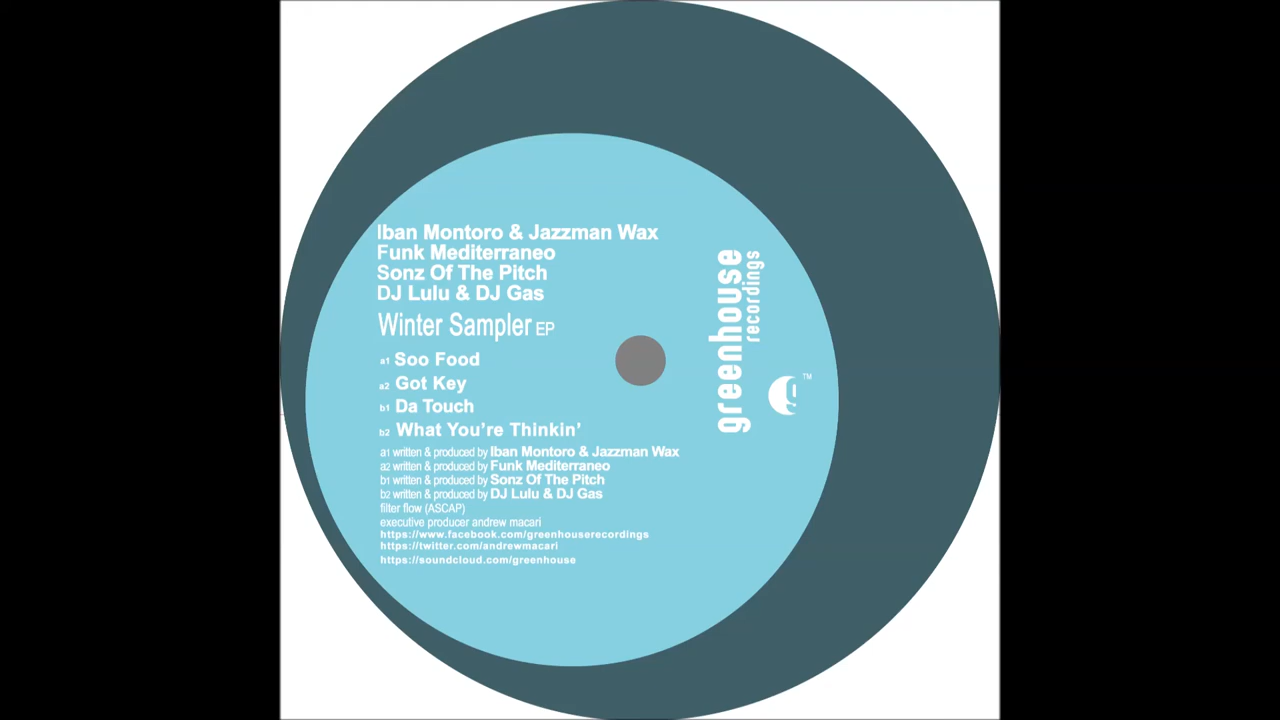 Iban Montoro & Jazzman Wax
Funk Mediterraneo
Sonz Of The Pitch
DJ Lulu & DJ Gas
Winter Sampler EP
a1 Soo Food
a2 Got Key
b1 Da Touch
b2 What You're Thinkin'
a1 written & produced by Iban Montoro & Jazzman Wax
a2 written & produced by Funk Mediterraneo
b1 written & produced by Sonz Of The Pitch
b2 written & produced by DJ Lulu & DJ Gas
filter flow (ASCAP)
executive producer andrew macari
https://www.facebook.com/greenhouserecordings
https://twitter.com/andrewmacari
https://soundcloud.com/greenhouse
greenhouse
recordings
g TM